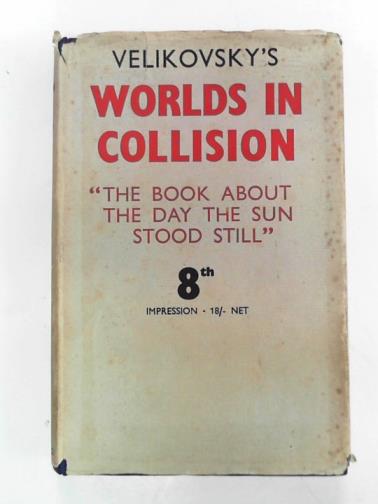 VELIKOVSKY'S
WORLDS IN
COLLISION
“THE BOOK ABOUT
THE DAY THE SUN
STOOD STILL”
8th
IMPRESSION · 18/- NET